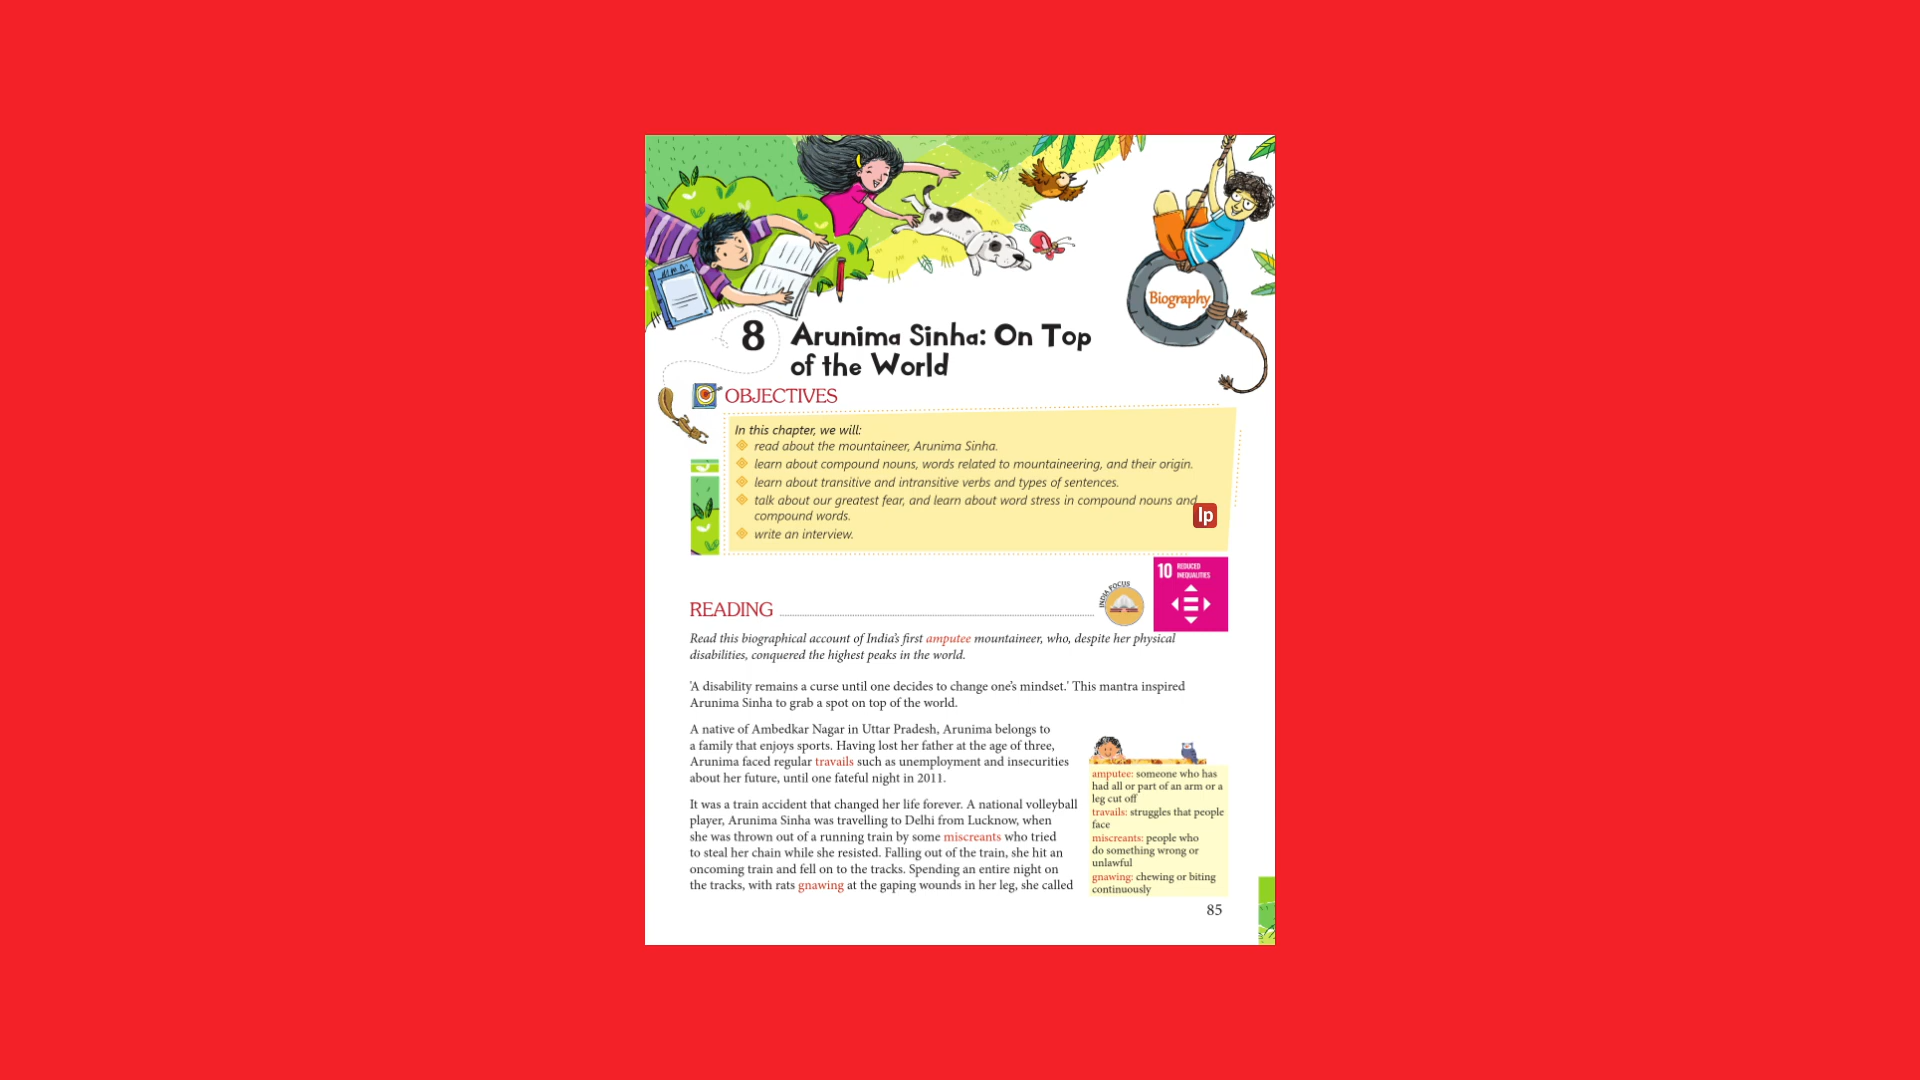 Biography
8 Arunima Sinha: On Top
of the World
OBJECTIVES
In this chapter, we will:
read about the mountaineer, Arunima Sinha.
learn about compound nouns, words related to mountaineering, and their origin.
learn about transitive and intransitive verbs and types of sentences.
talk about our greatest fear, and learn about word stress in compound nouns and
compound words.
lp
write an interview.
10 REDUCED
INEQUALITIES
INDIA FOCUS
READING
Read this biographical account of India's first amputee mountaineer, who, despite her physical
disabilities, conquered the highest peaks in the world.
'A disability remains a curse until one decides to change one's mindset.' This mantra inspired
Arunima Sinha to grab a spot on top of the world.
A native of Ambedkar Nagar in Uttar Pradesh, Arunima belongs to
a family that enjoys sports. Having lost her father at the age of three,
Arunima faced regular travails such as unemployment and insecurities
about her future, until one fateful night in 2011.
It was a train accident that changed her life forever. A national volleyball
player, Arunima Sinha was travelling to Delhi from Lucknow, when
she was thrown out of a running train by some miscreants who tried
to steal her chain while she resisted. Falling out of the train, she hit an
oncoming train and fell on to the tracks. Spending an entire night on
the tracks, with rats gnawing at the gaping wounds in her leg, she called
amputee: someone who has
had all or part of an arm or a
leg cut off
travails: struggles that people
face
miscreants: people who
do something wrong or
unlawful
gnawing: chewing or biting
continuously
85